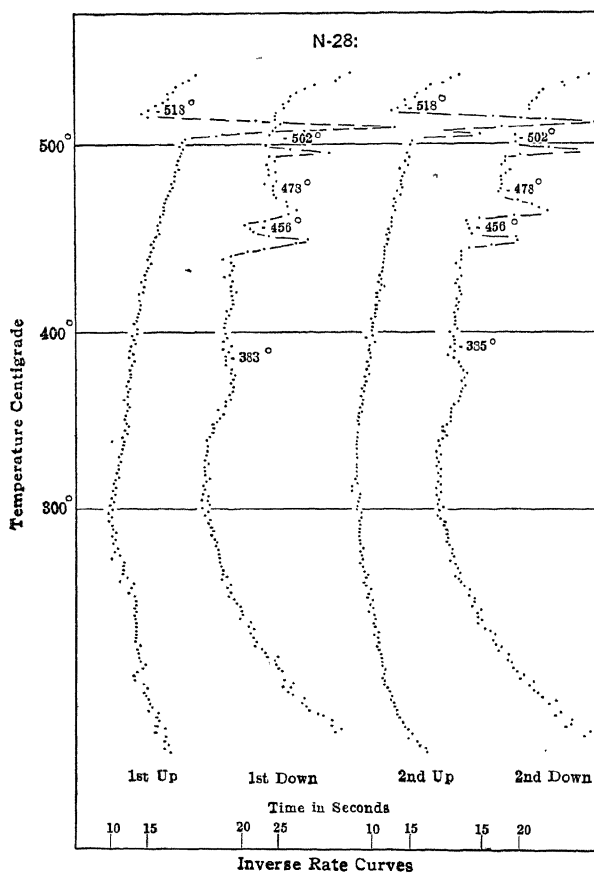 N-28:
518° 518°
500° 562° 502°
473° 478°
456° 456°
400°
383° 385°
300°
Temperature Centigrade
1st Up 1st Down 2nd Up 2nd Down
Time in Seconds
10 15 20 25 10 15 15 20
Inverse Rate Curves